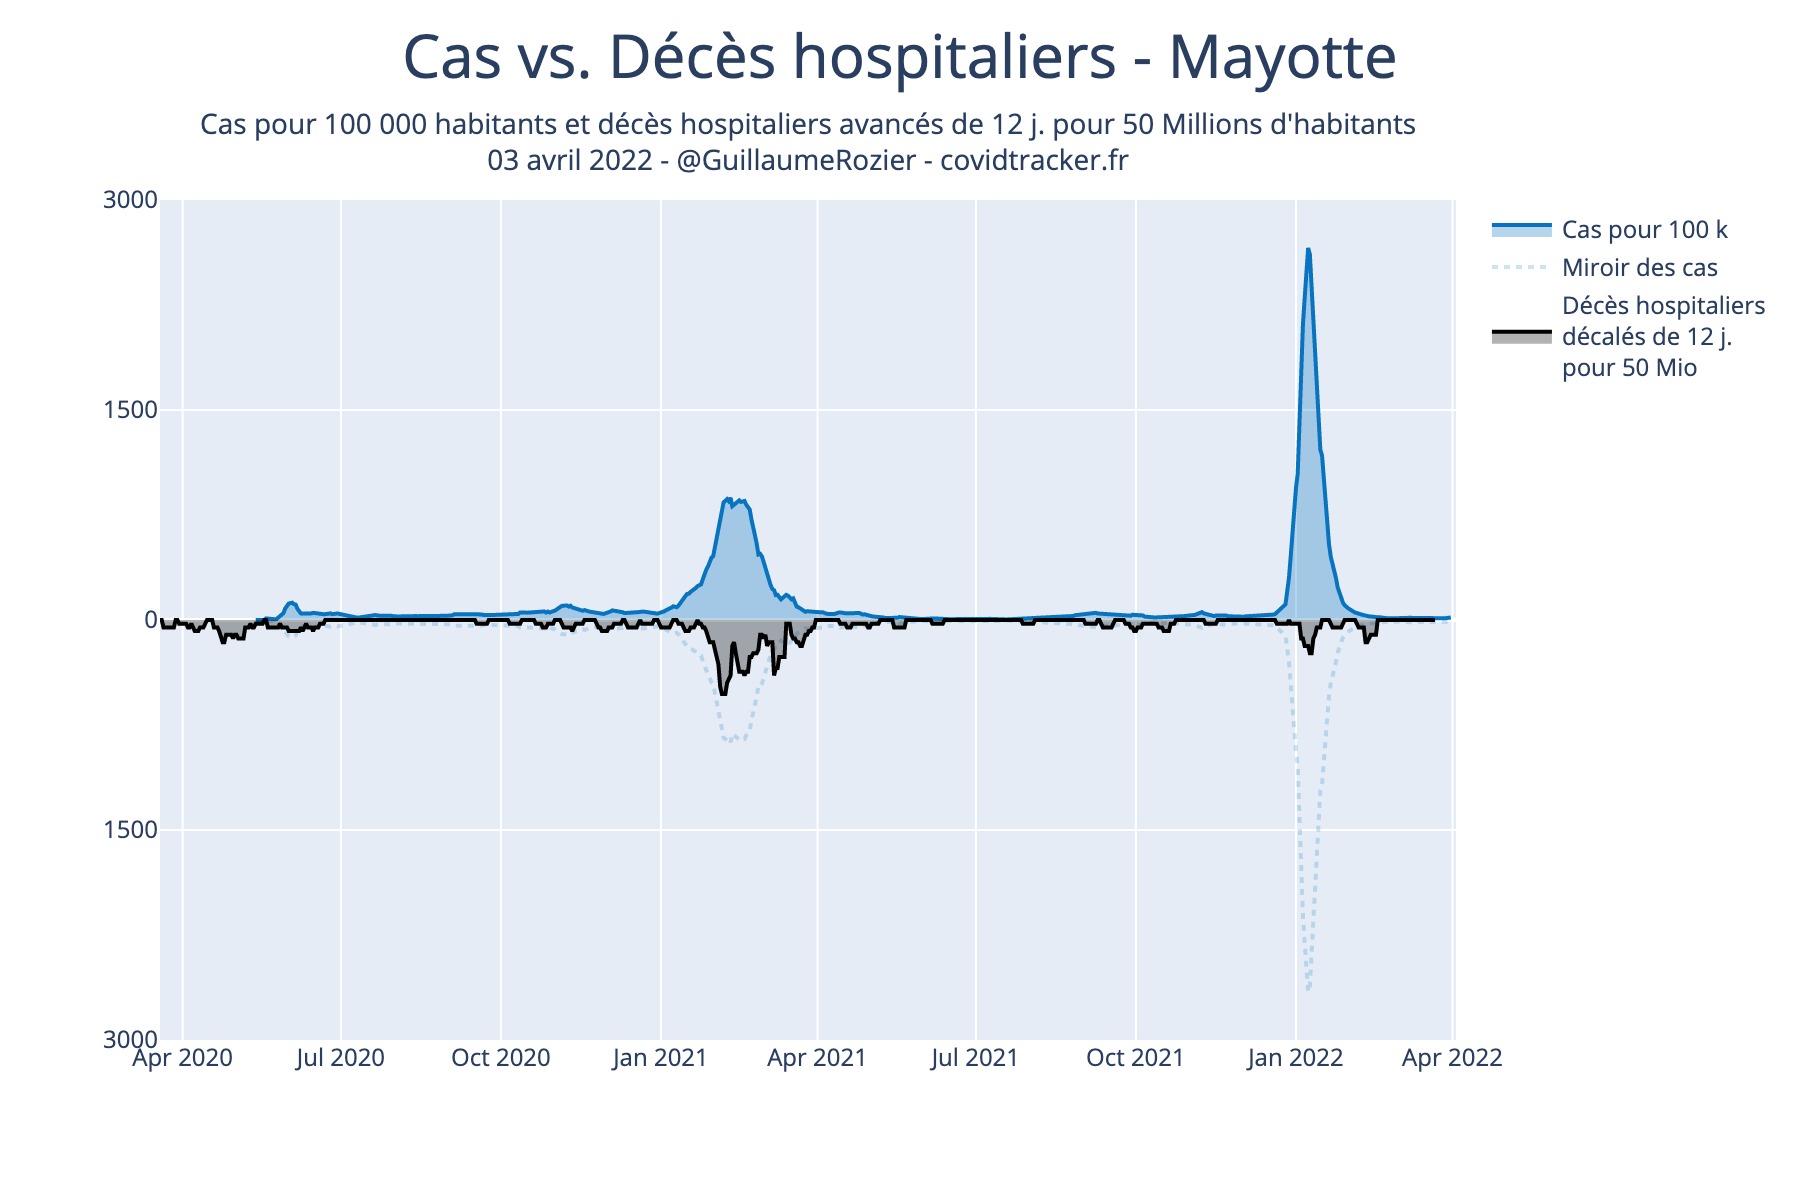 Cas vs. Décès hospitaliers - Mayotte
Cas pour 100 000 habitants et décès hospitaliers avancés de 12 j. pour 50 Millions d'habitants
03 avril 2022 - @GuillaumeRozier - covidtracker.fr
3000
1500
0
1500
3000
Apr 2020
Jul 2020
Oct 2020
Jan 2021
Apr 2021
Jul 2021
Oct 2021
Jan 2022
Apr 2022
Cas pour 100 k
Miroir des cas
Décès hospitaliers
décalés de 12 j.
pour 50 Mio